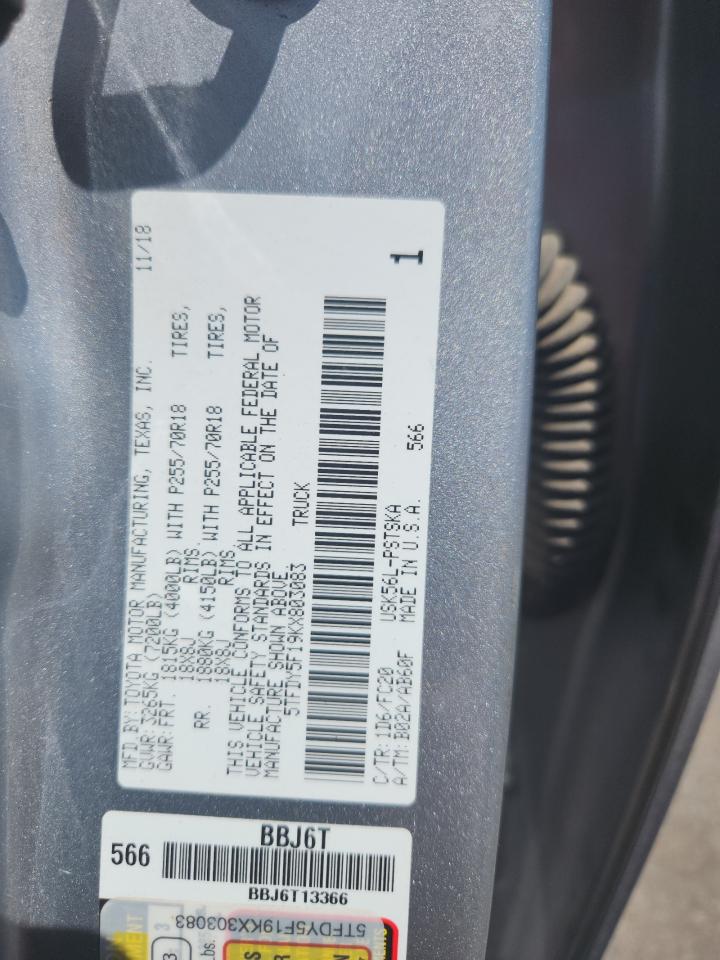 MFD.BY:TOYOTA MOTOR MANUFACTURING, TEXAS, INC. 11/18
GVWR: 3265KG (7200LB)
GAWR: FRT. 1815KG (4000LB) WITH P255/70R18 TIRES,
18X8J RIMS.
RR. 1880KG (4150LB) WITH P255/70R18 TIRES,
18X8J RIMS.
THIS VEHICLE CONFORMS TO ALL APPLICABLE FEDERAL MOTOR
VEHICLE SAFETY STANDARDS IN EFFECT ON THE DATE OF
MANUFACTURE SHOWN ABOVE.
5TFDY5F19KX803083 TRUCK
C/TR:1D6/FC20 USK56L-PSTSKA
A/TM:B02A/AB60F MADE IN U.S.A. 566 1
BBJ6T
566
BBJ6T13366
5TFDY5F19KX803083
lbs.
3